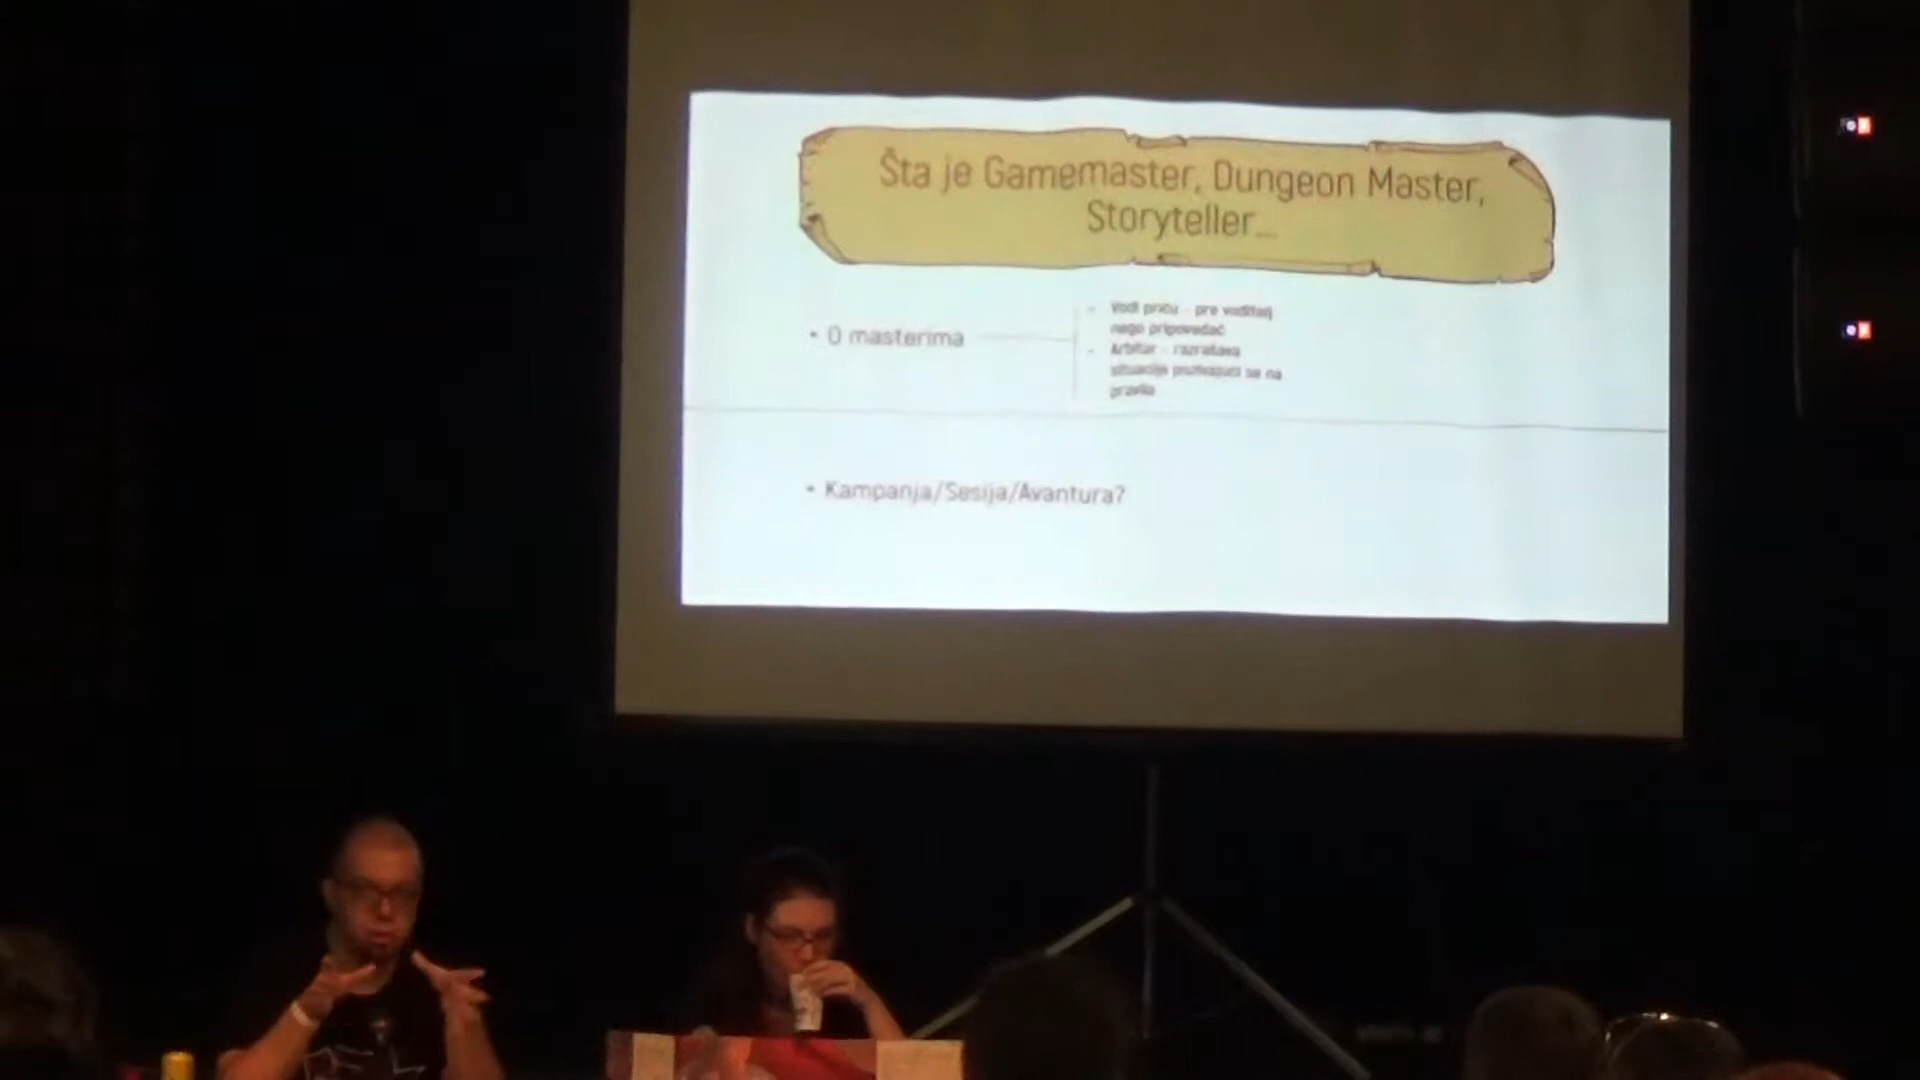 Šta je Gamemaster, Dungeon Master,
Storyteller...
• O masterima
- Vodi priču - pre voditelj
nego pripovedač
- Arbitar - razrešava
situacije pozivajući se na
pravila
• Kampanja/Sesija/Avantura?